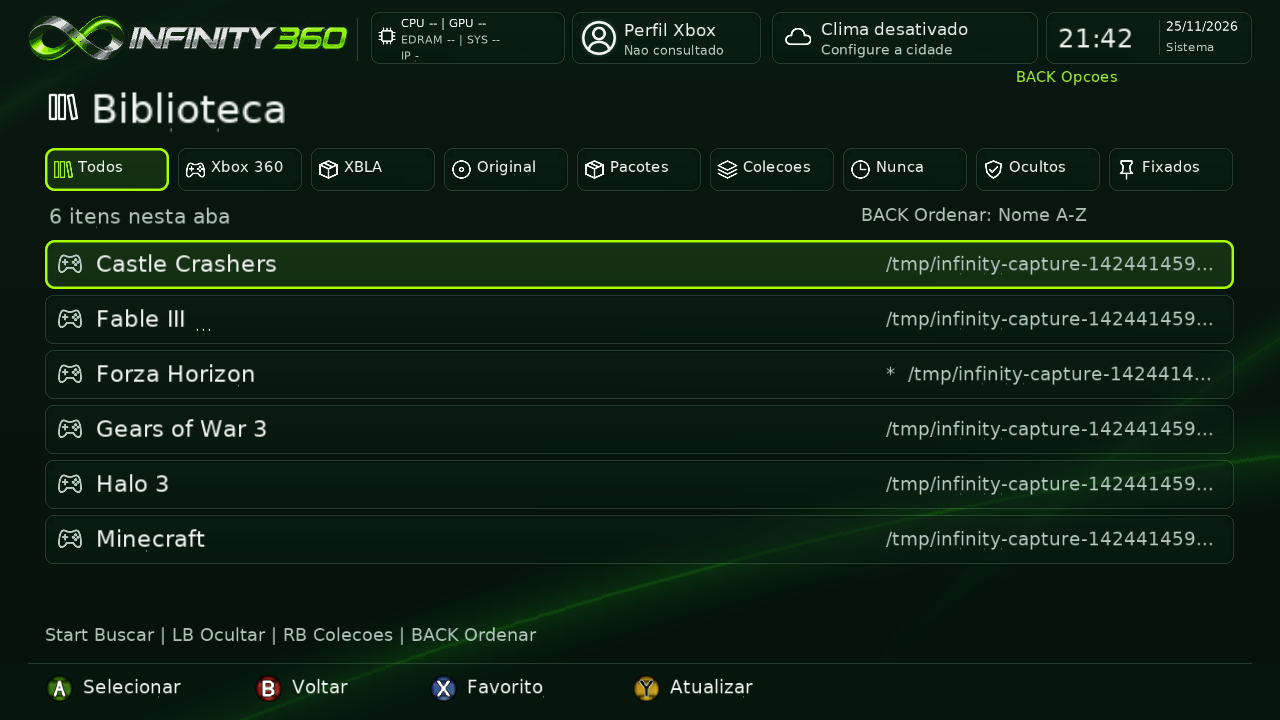 INFINITY 360
CPU -- | GPU --
EDRAM -- | SYS --
IP -
Perfil Xbox
Nao consultado
Clima desativado
Configure a cidade
21:42
25/11/2026
Sistema
BACK Opcoes
Biblioteca
Todos
Xbox 360
XBLA
Original
Pacotes
Colecoes
Nunca
Ocultos
Fixados
6 itens nesta aba
BACK Ordenar: Nome A-Z
Castle Crashers
/tmp/infinity-capture-142441459...
Fable III ...
/tmp/infinity-capture-142441459...
Forza Horizon
* /tmp/infinity-capture-1424414...
Gears of War 3
/tmp/infinity-capture-142441459...
Halo 3
/tmp/infinity-capture-142441459...
Minecraft
/tmp/infinity-capture-142441459...
Start Buscar | LB Ocultar | RB Colecoes | BACK Ordenar
A Selecionar
B Voltar
X Favorito
Y Atualizar